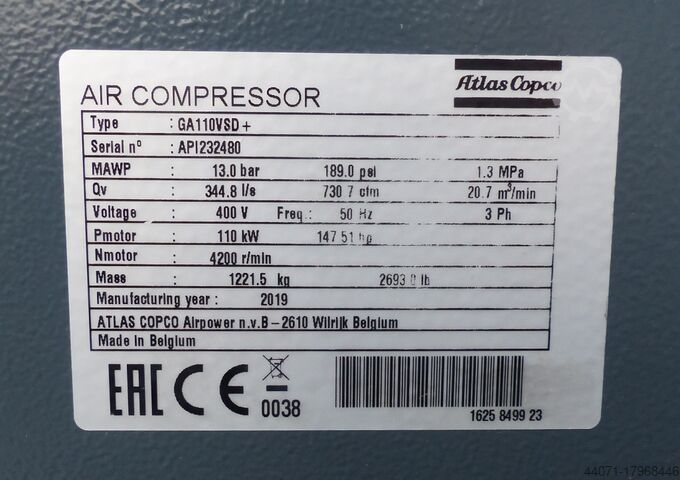 Atlas Copco
AIR COMPRESSOR
Type : GA110VSD+
Serial nº : API232480
MAWP : 13.0 bar 189.0 psi 1.3 MPa
Qv : 344.8 l/s 730.7 cfm 20.7 m³/min
Voltage : 400 V Freq.: 50 Hz 3 Ph
Pmotor : 110 kW 147.51 hp
Nmotor : 4200 r/min
Mass : 1221.5 kg 2693.0 lb
Manufacturing year : 2019
ATLAS COPCO Airpower n.v.B-2610 Wilrijk Belgium
Made in Belgium
EAC CE 0038
1625 8499 23
44071-17968446